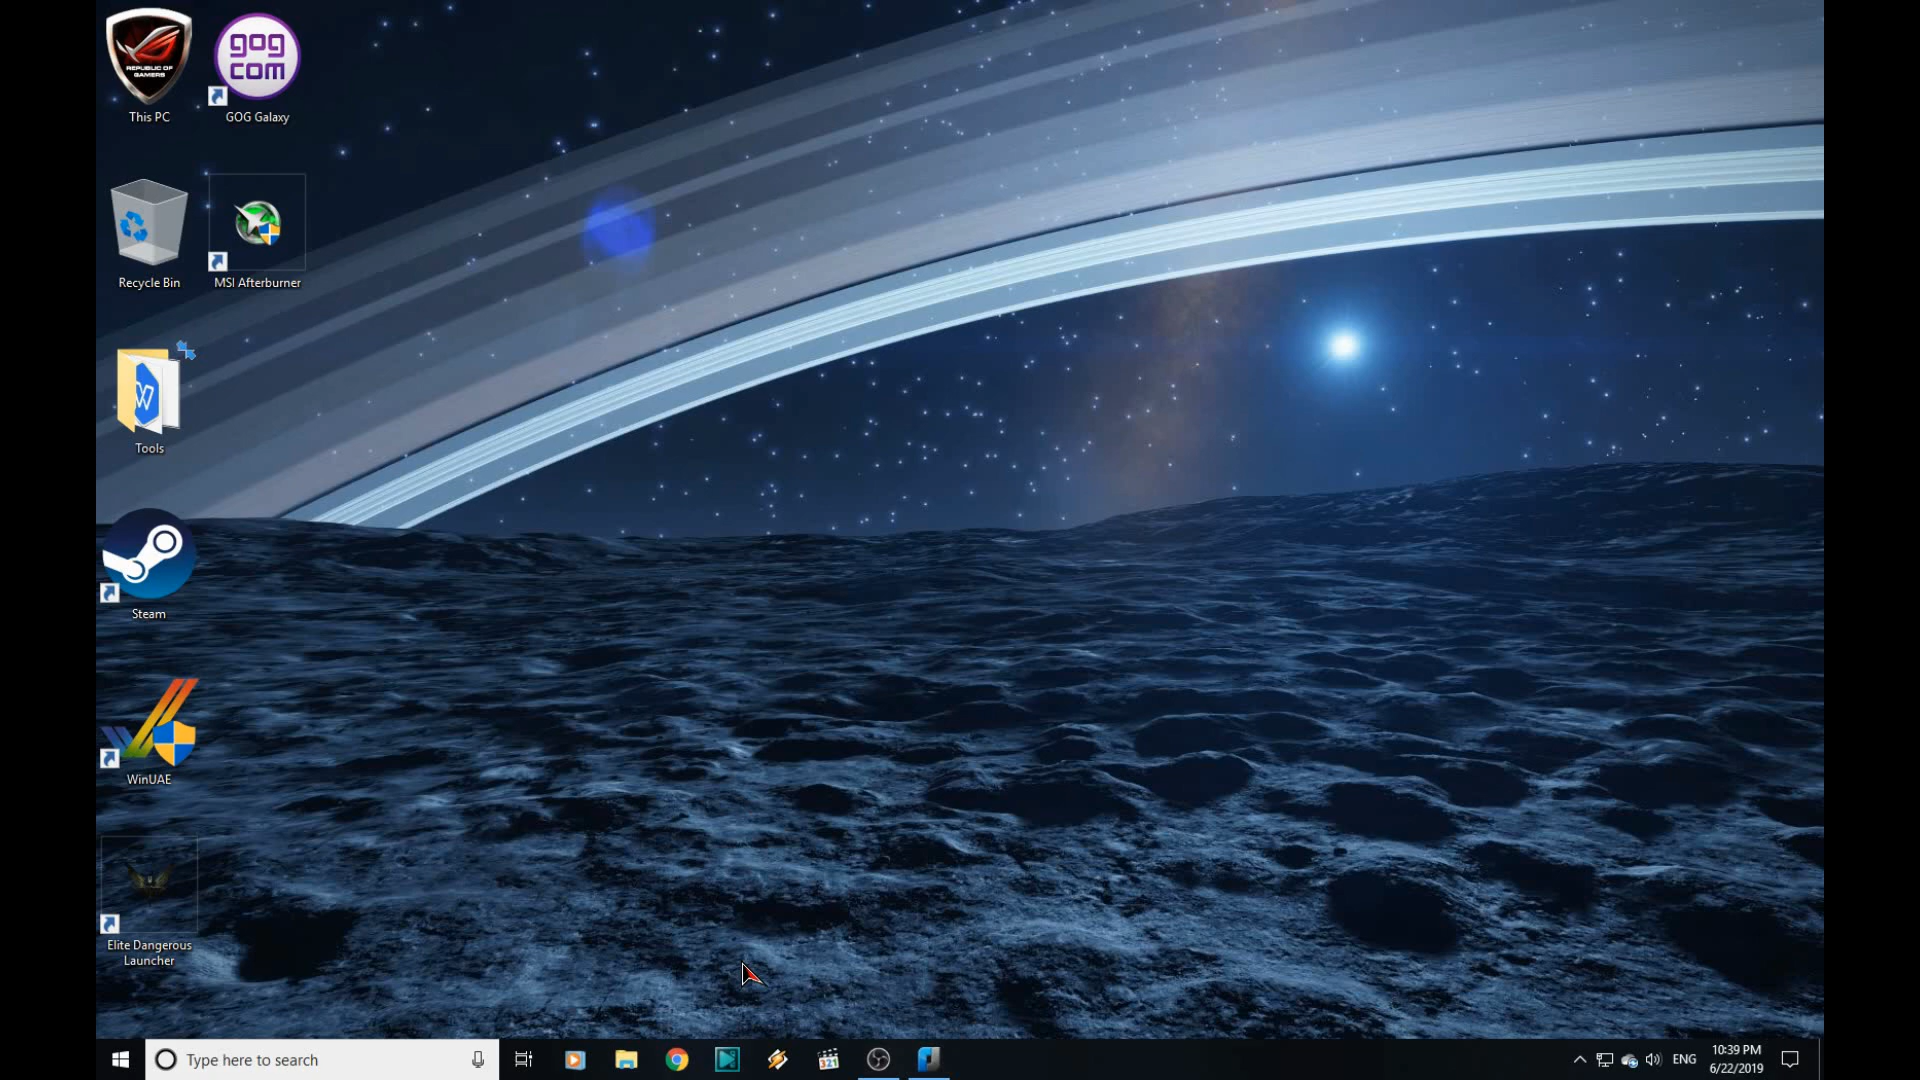 REPUBLIC OF
GAMERS
This PC
gog
com
GOG Galaxy
Recycle Bin
MSI Afterburner
W
Tools
Steam
WinUAE
Elite Dangerous
Launcher
Type here to search
321
ENG
10:39 PM
6/22/2019